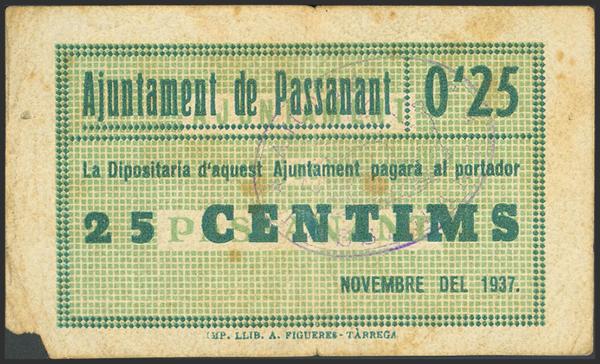 Ajuntament de Passanant 0'25
La Dipositaria d'aquest Ajuntament pagarà al portador
25 CENTIMS
NOVEMBRE DEL 1937.
IMP. LLIB. A. FIGUERES - TÀRREGA